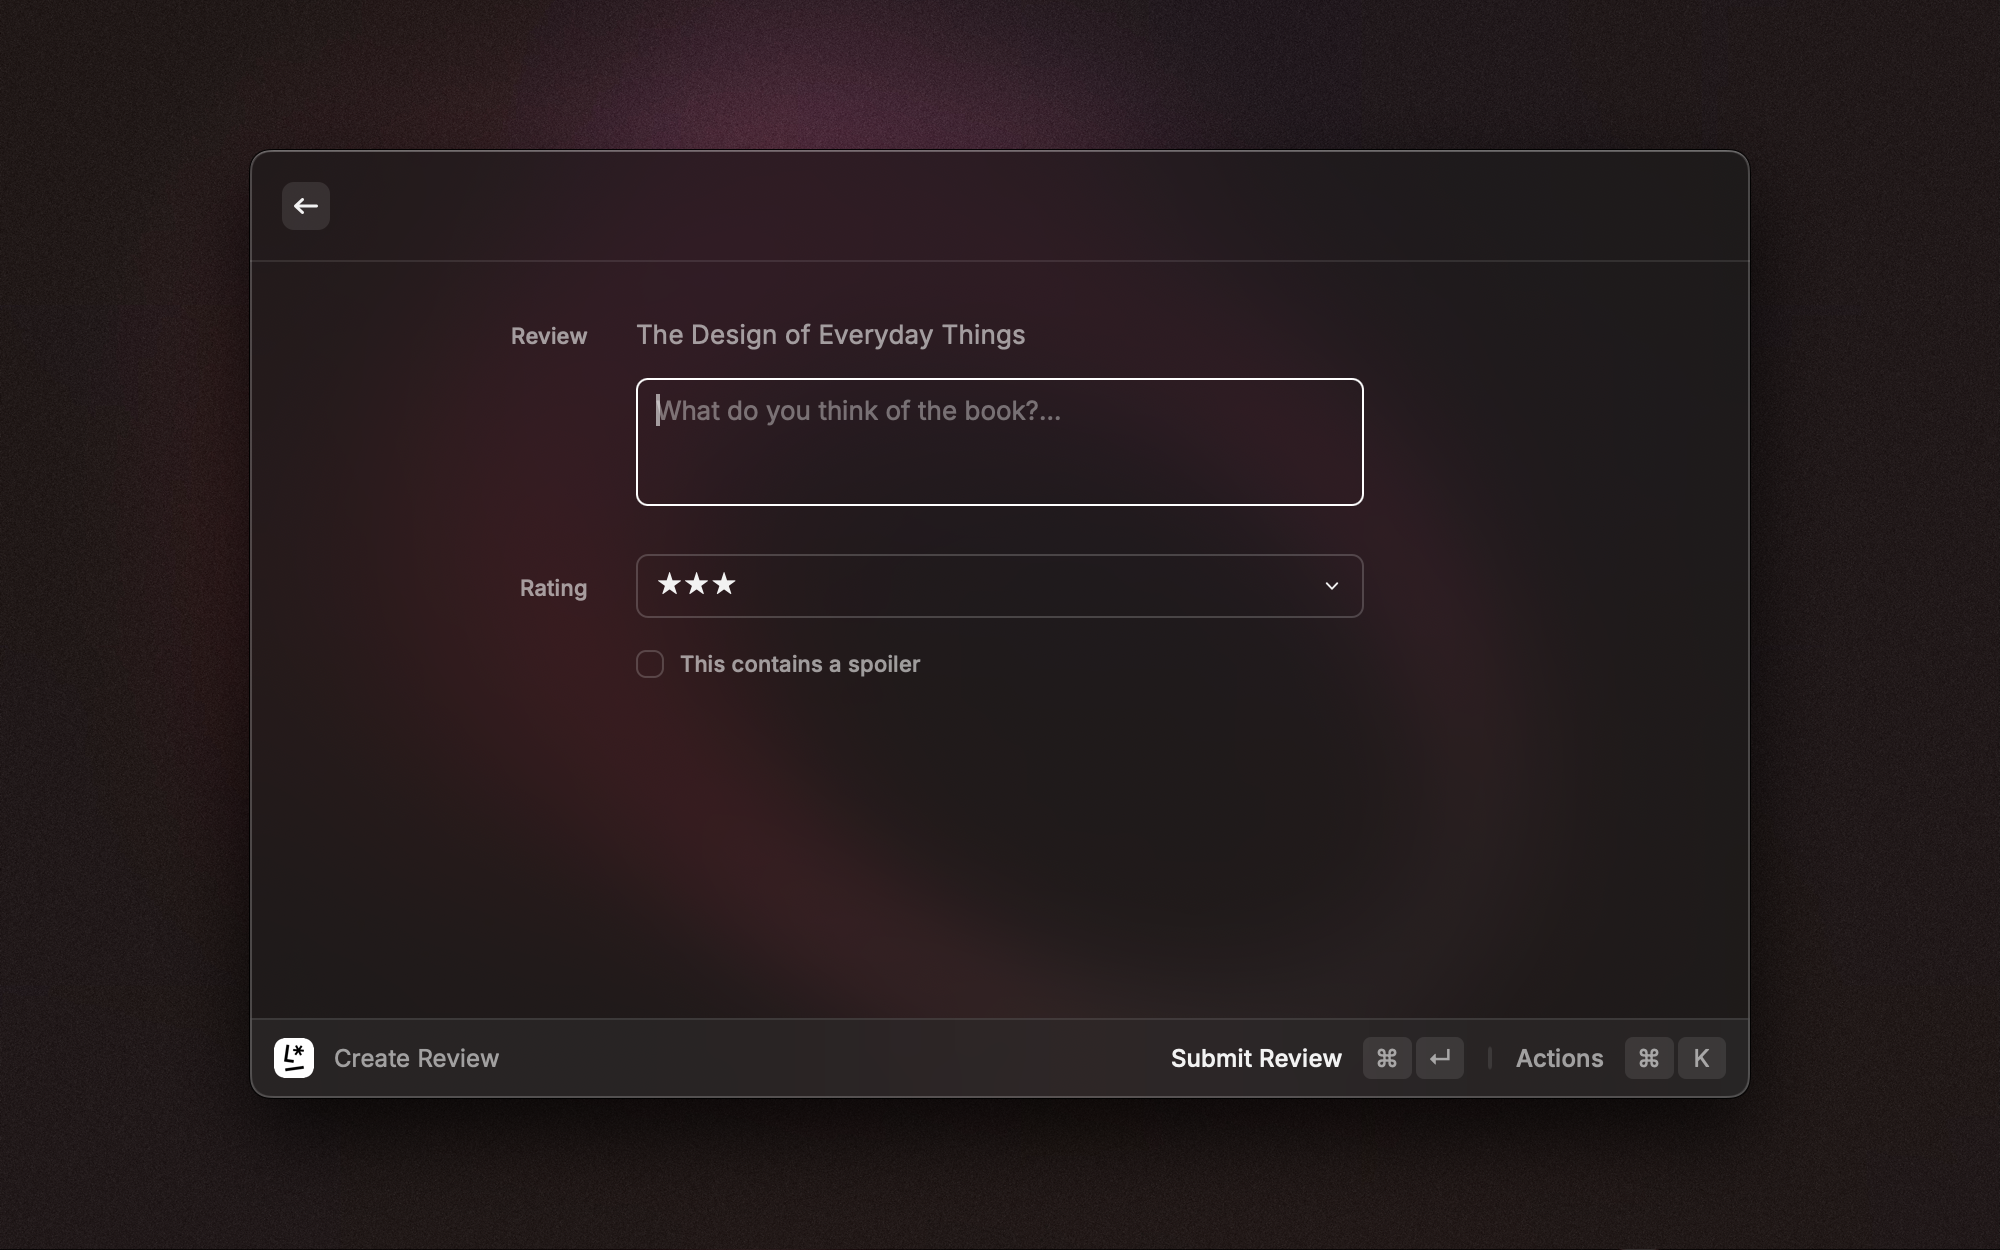 Review
The Design of Everyday Things
What do you think of the book?...
Rating
★★★
This contains a spoiler
L*
Create Review
Submit Review ⌘ ↵
Actions ⌘ K